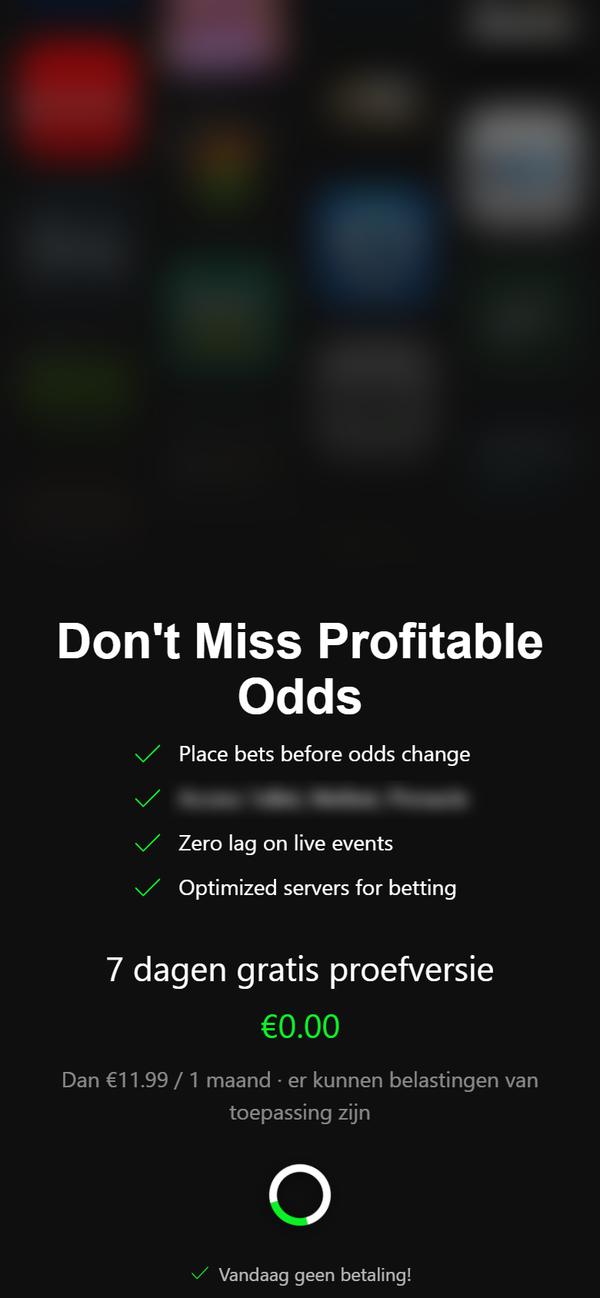 Don't Miss Profitable
Odds
Place bets before odds change
Zero lag on live events
Optimized servers for betting
7 dagen gratis proefversie
€0.00
Dan €11.99 / 1 maand · er kunnen belastingen van
toepassing zijn
Vandaag geen betaling!